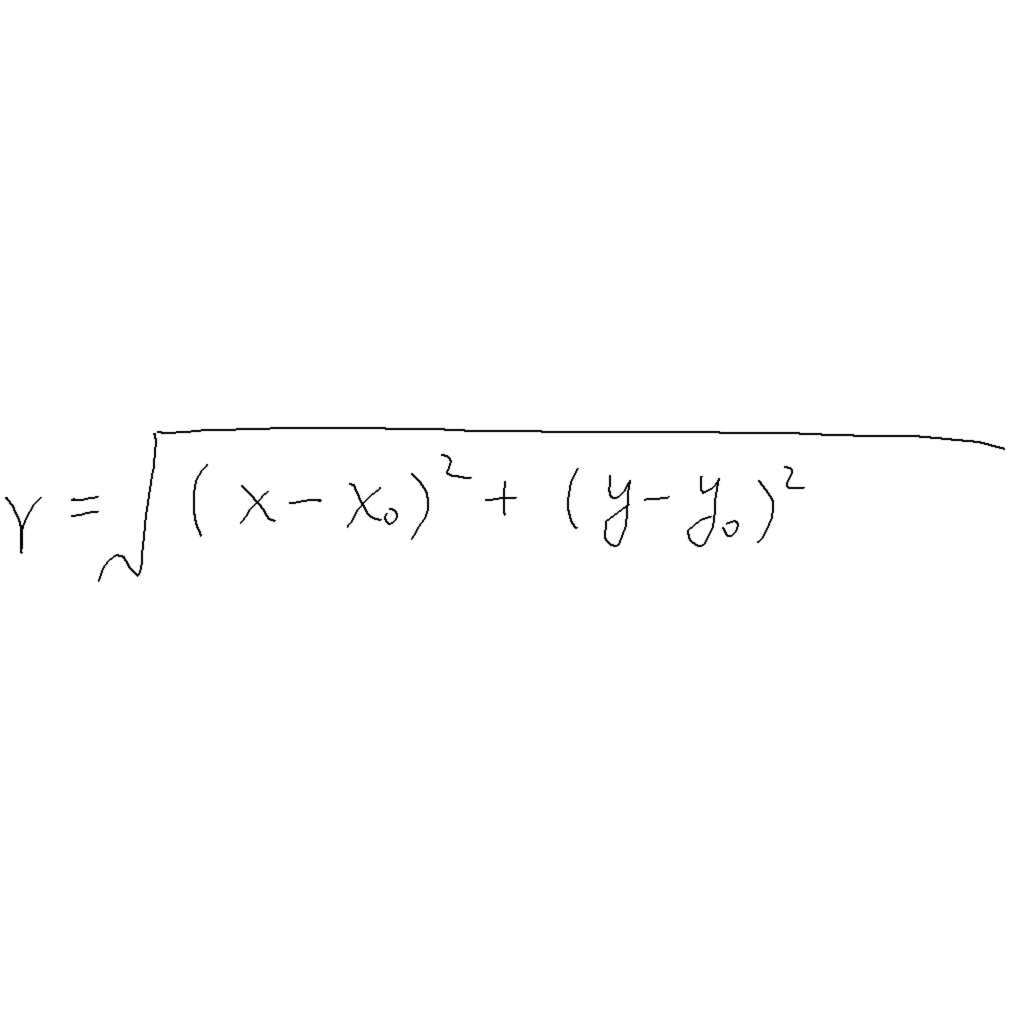 r = √((x - x₀)² + (y - y₀)²)